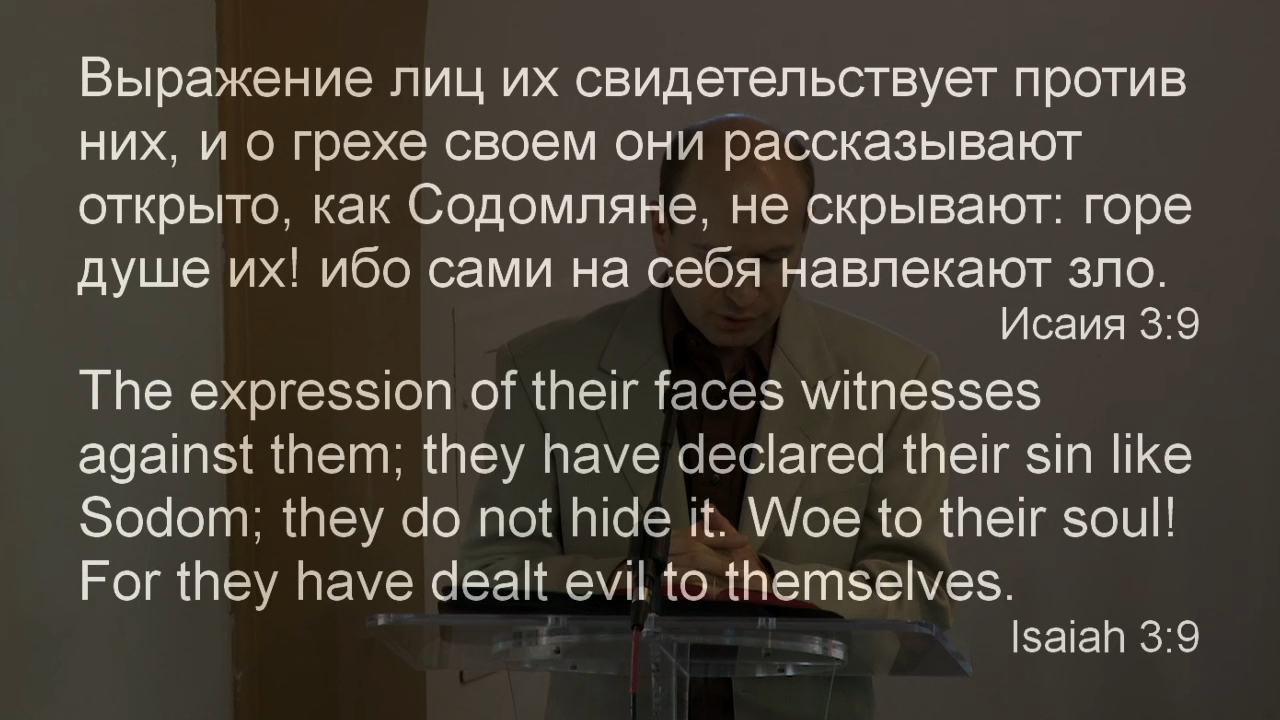 Выражение лиц их свидетельствует против
них, и о грехе своем они рассказывают
открыто, как Содомляне, не скрывают: горе
душе их! ибо сами на себя навлекают зло.
Исаия 3:9
The expression of their faces witnesses
against them; they have declared their sin like
Sodom; they do not hide it. Woe to their soul!
For they have dealt evil to themselves.
Isaiah 3:9